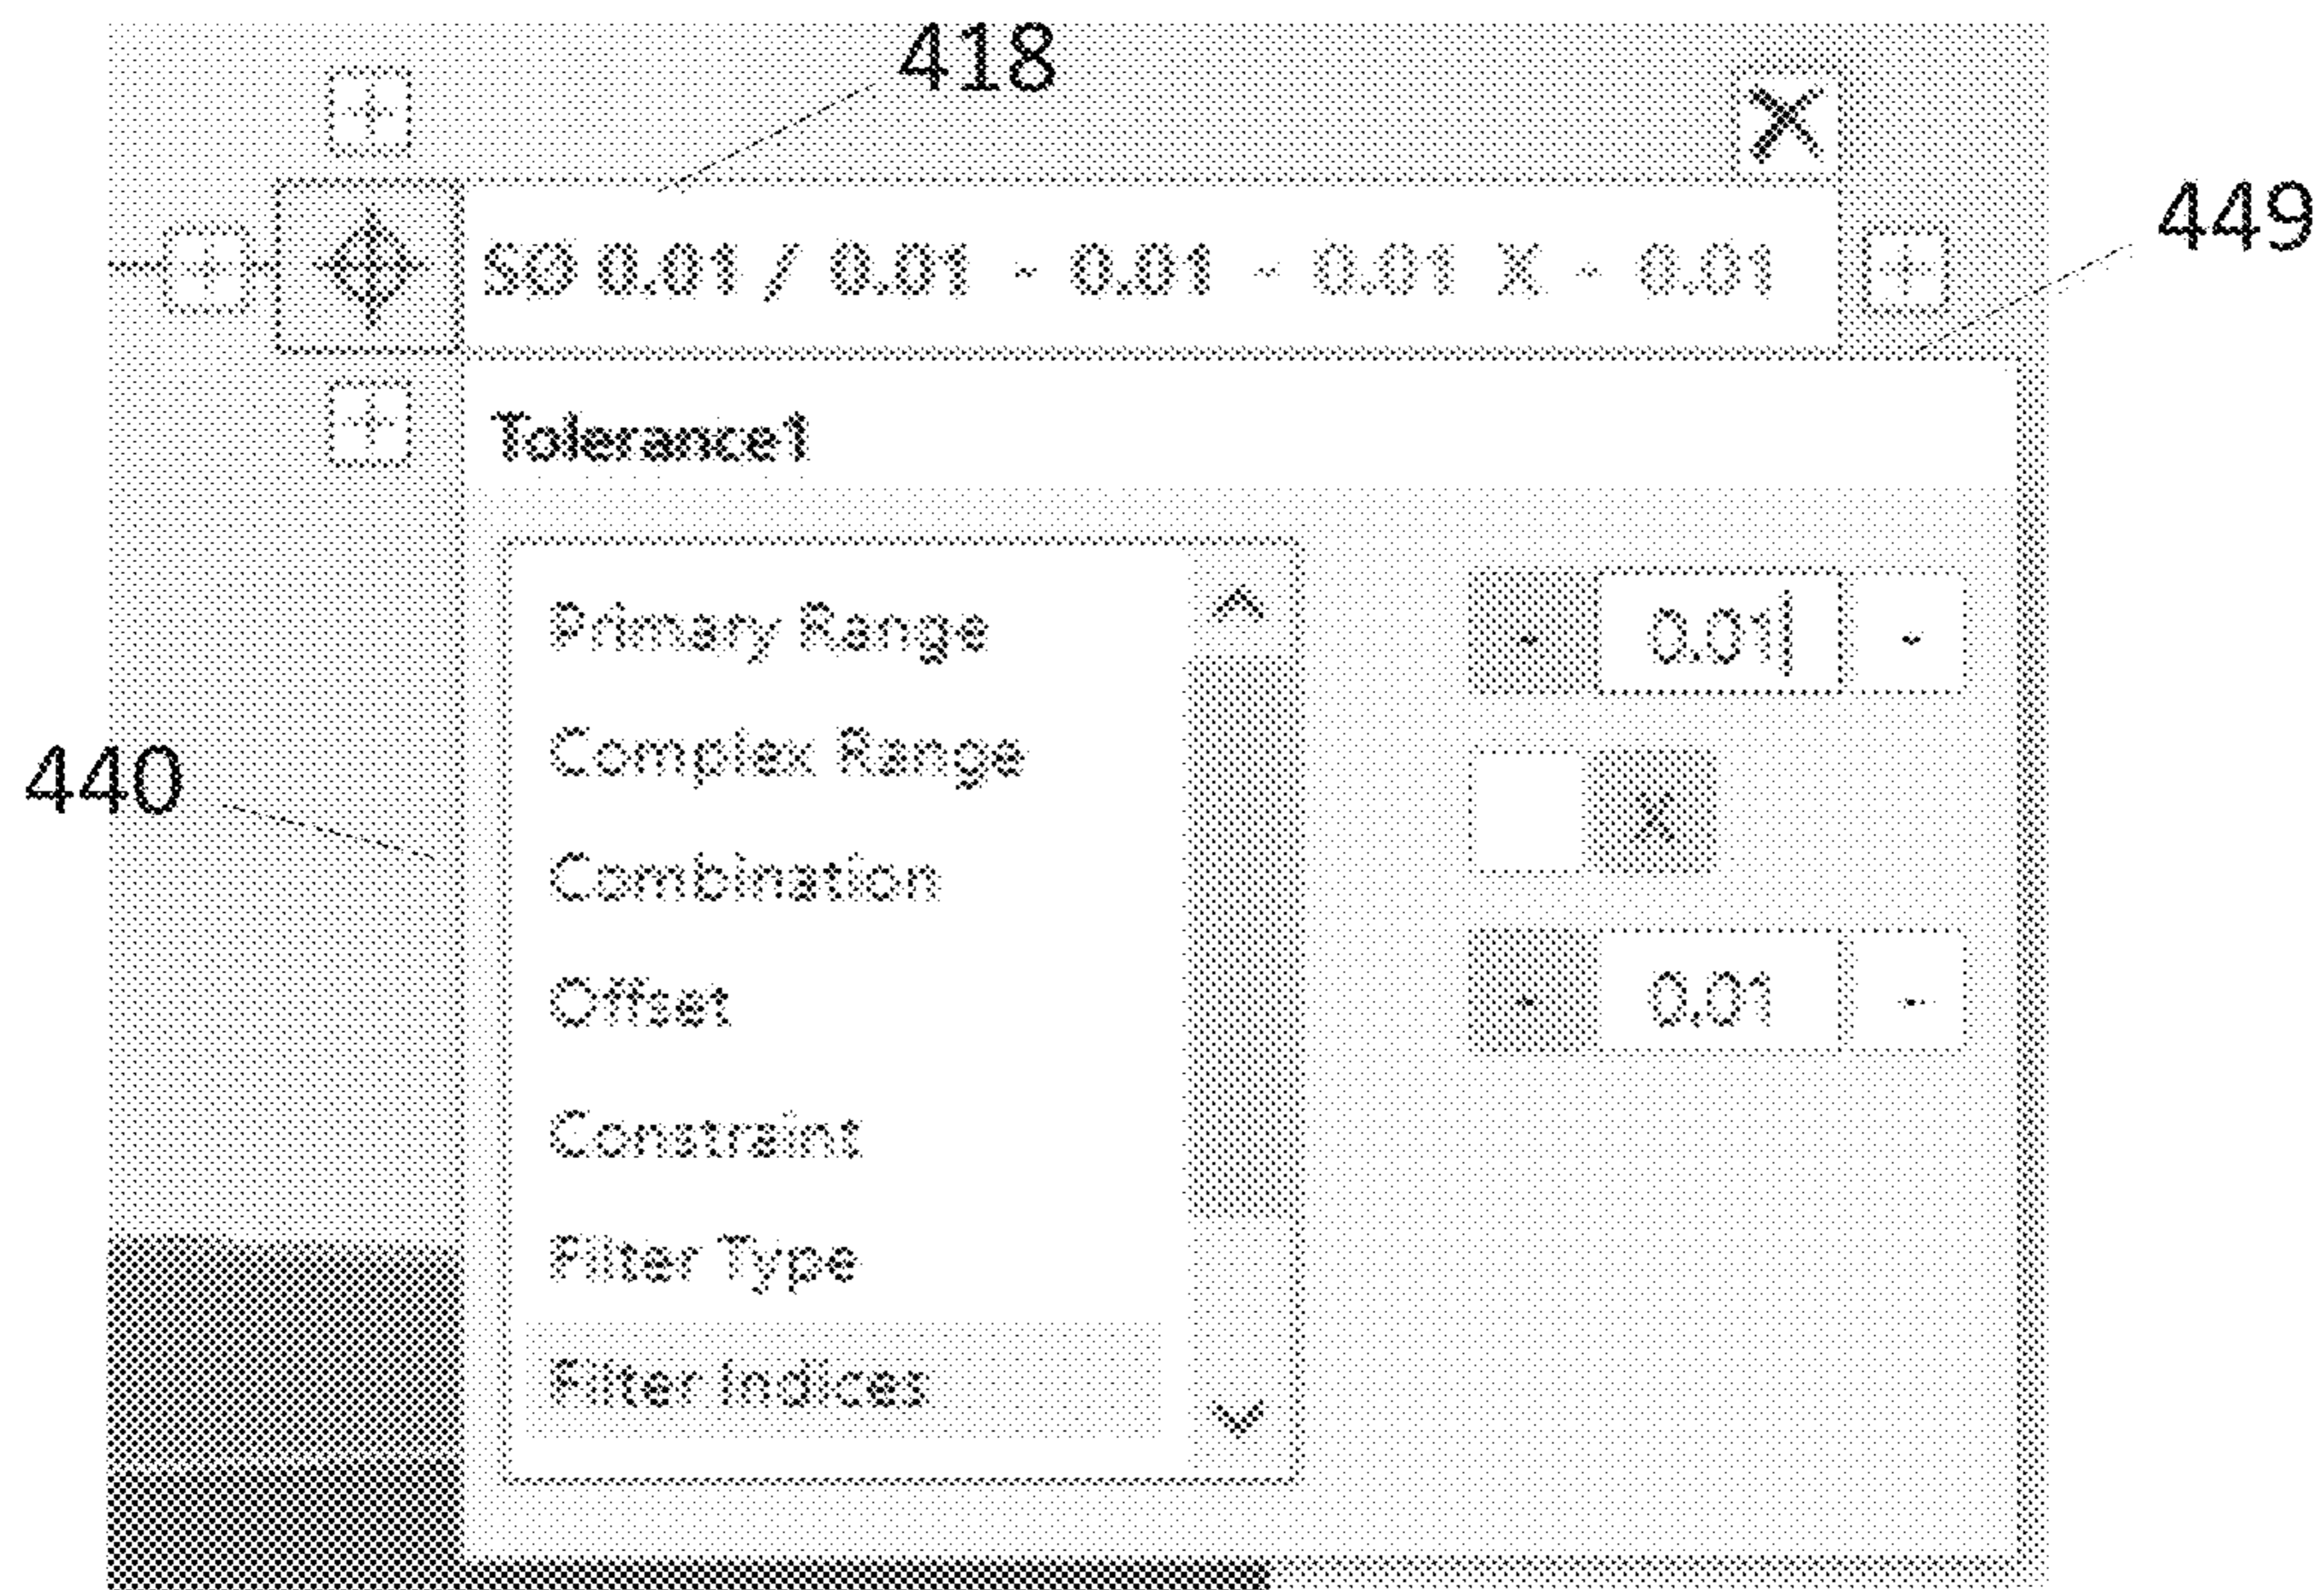 418
449
SØ 0.01 / 0.01 - 0.01 - 0.01 X - 0.01
Tolerance1
Primary Range
- 0.01 -
Complex Range
440
X
Combination
Offset
- 0.01 -
Constraint
Filter Type
Filter Indices